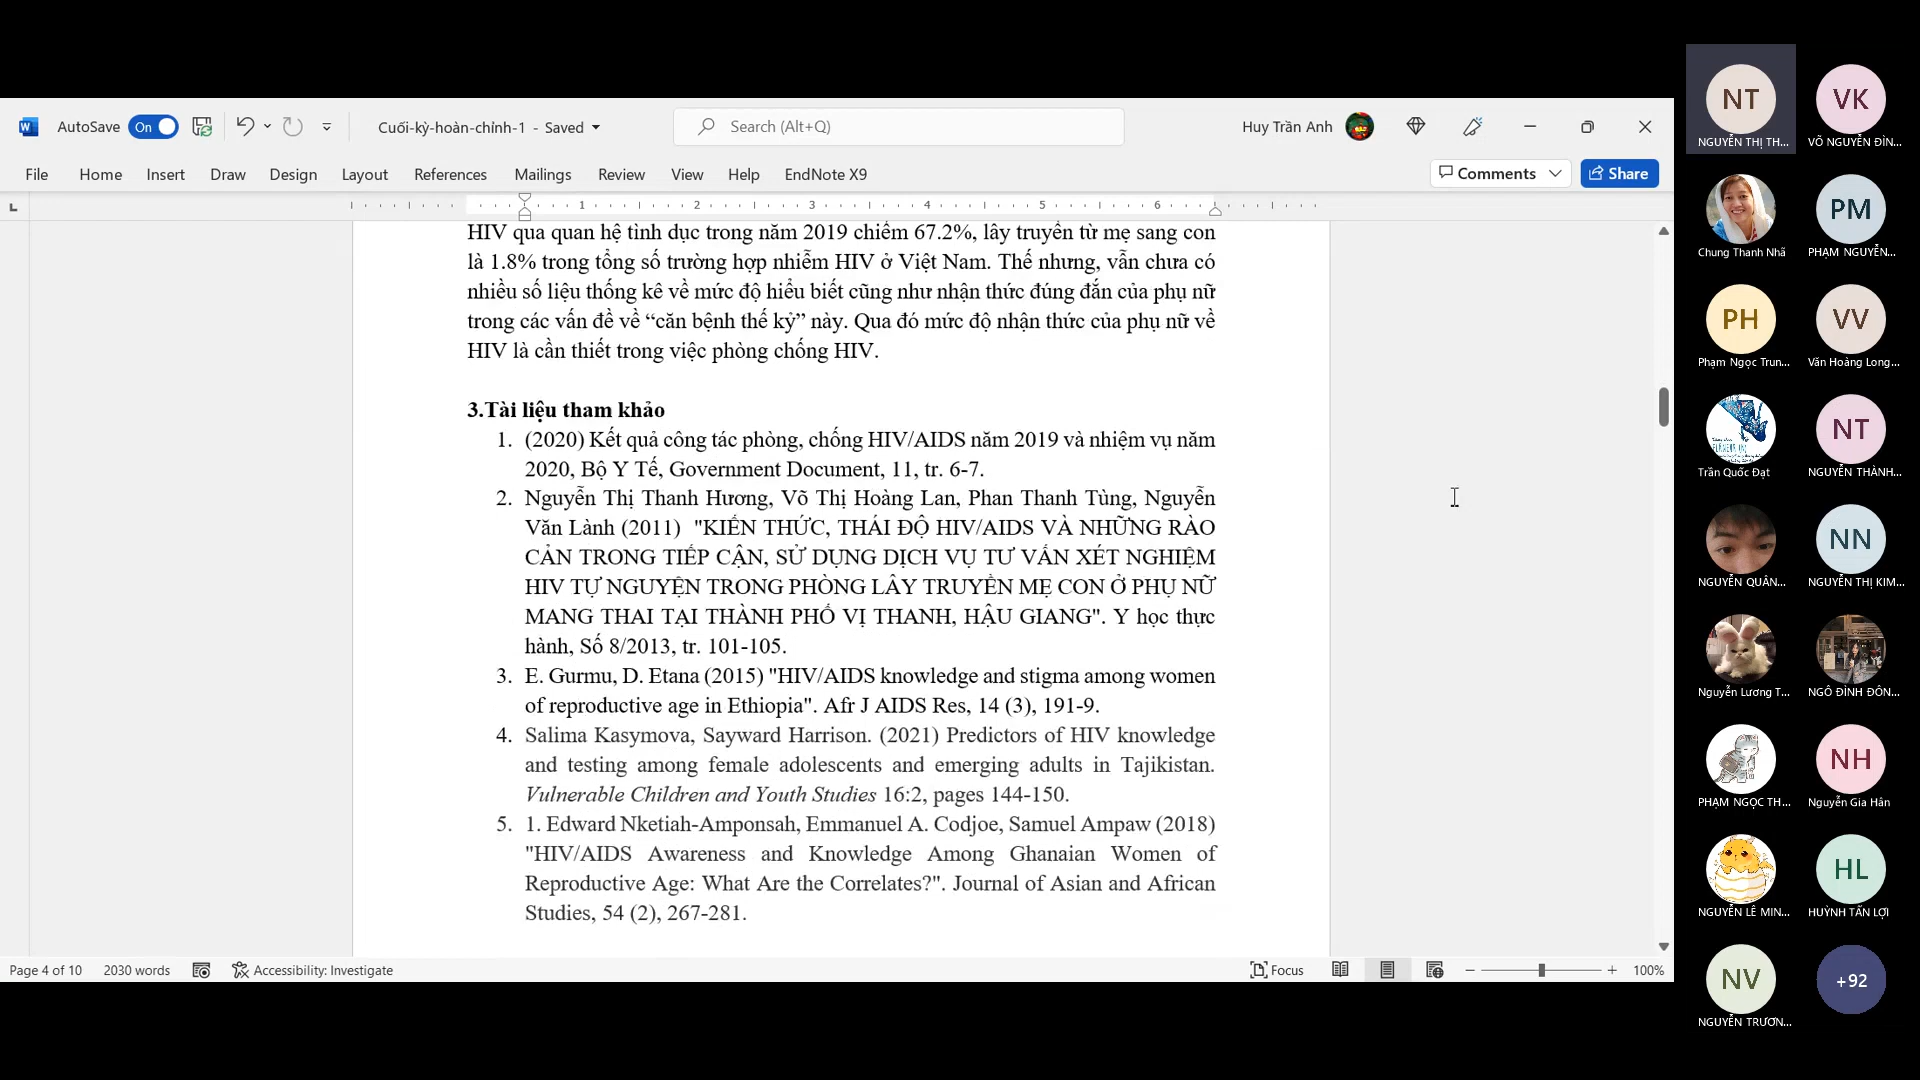 AutoSave On Cuối-kỳ-hoàn-chỉnh-1 - Saved Search (Alt+Q) Huy Trần Anh
File Home Insert Draw Design Layout References Mailings Review View Help EndNote X9 Comments Share
1 2 3 4 5 6
HIV qua quan hệ tình dục trong năm 2019 chiếm 67.2%, lây truyền từ mẹ sang con
là 1.8% trong tổng số trường hợp nhiễm HIV ở Việt Nam. Thế nhưng, vẫn chưa có
nhiều số liệu thống kê về mức độ hiểu biết cũng như nhận thức đúng đắn của phụ nữ
trong các vấn đề về “căn bệnh thế kỷ” này. Qua đó mức độ nhận thức của phụ nữ về
HIV là cần thiết trong việc phòng chống HIV.
3.Tài liệu tham khảo
1. (2020) Kết quả công tác phòng, chống HIV/AIDS năm 2019 và nhiệm vụ năm
2020, Bộ Y Tế, Government Document, 11, tr. 6-7.
2. Nguyễn Thị Thanh Hương, Võ Thị Hoàng Lan, Phan Thanh Tùng, Nguyễn
Văn Lành (2011) "KIẾN THỨC, THÁI ĐỘ HIV/AIDS VÀ NHỮNG RÀO
CẢN TRONG TIẾP CẬN, SỬ DỤNG DỊCH VỤ TƯ VẤN XÉT NGHIỆM
HIV TỰ NGUYỆN TRONG PHÒNG LÂY TRUYỀN MẸ CON Ở PHỤ NỮ
MANG THAI TẠI THÀNH PHỐ VỊ THANH, HẬU GIANG". Y học thực
hành, Số 8/2013, tr. 101-105.
3. E. Gurmu, D. Etana (2015) "HIV/AIDS knowledge and stigma among women
of reproductive age in Ethiopia". Afr J AIDS Res, 14 (3), 191-9.
4. Salima Kasymova, Sayward Harrison. (2021) Predictors of HIV knowledge
and testing among female adolescents and emerging adults in Tajikistan.
Vulnerable Children and Youth Studies 16:2, pages 144-150.
5. 1. Edward Nketiah-Amponsah, Emmanuel A. Codjoe, Samuel Ampaw (2018)
"HIV/AIDS Awareness and Knowledge Among Ghanaian Women of
Reproductive Age: What Are the Correlates?". Journal of Asian and African
Studies, 54 (2), 267-281.
Page 4 of 10 2030 words Accessibility: Investigate Focus 100%
NT VK
NGUYỄN THỊ TH... VÕ NGUYỄN ĐÌN...
PM
Chung Thanh Nhã PHẠM NGUYỄN...
PH VV
Phạm Ngọc Trun... Văn Hoàng Long...
NT
Trần Quốc Đạt NGUYỄN THÀNH...
NN
NGUYỄN QUÂN... NGUYỄN THỊ KIM...
Nguyễn Lương T... NGÔ ĐÌNH ĐÔN...
NH
PHẠM NGỌC TH... Nguyễn Gia Hân
HL
NGUYỄN LÊ MIN... HUỲNH TẤN LỢI
NV +92
NGUYỄN TRƯƠN...